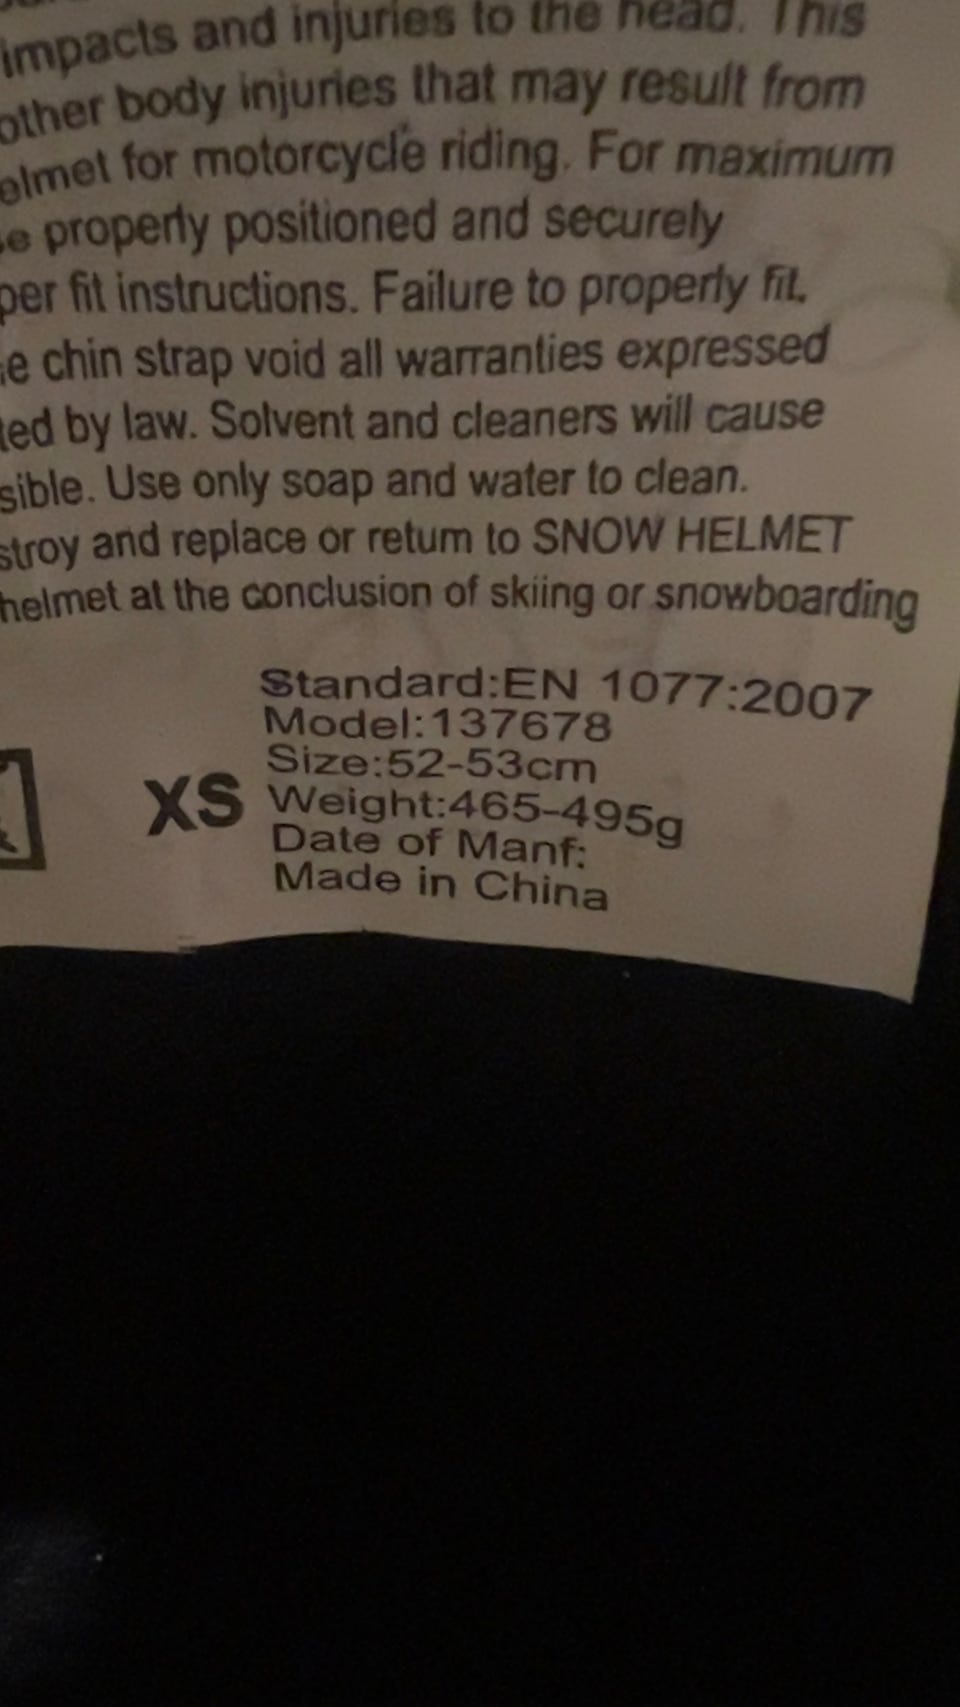 impacts and injuries to the head. This
other body injuries that may result from
elmet for motorcycle riding. For maximum
e properly positioned and securely
per fit instructions. Failure to properly fit,
e chin strap void all warranties expressed
ted by law. Solvent and cleaners will cause
sible. Use only soap and water to clean.
stroy and replace or return to SNOW HELMET
helmet at the conclusion of skiing or snowboarding
Standard:EN 1077:2007
Model:137678
Size:52-53cm
XS
Weight:465-495g
Date of Manf:
Made in China